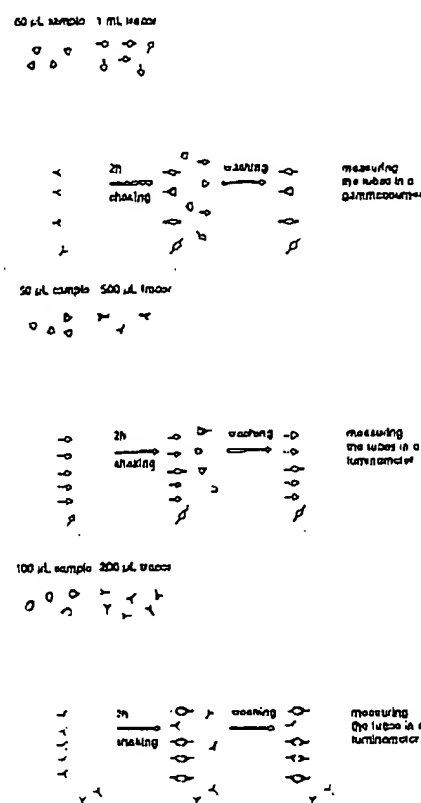 60 µL sample 1 mL tracer
2h
shaking
washing
measuring
the tubes in a
gammacounter
50 µL sample 500 µL tracer
2h
shaking
washing
measuring
the tubes in a
luminometer
100 µL sample 200 µL tracer
2h
shaking
washing
measuring
the tubes in a
luminometer